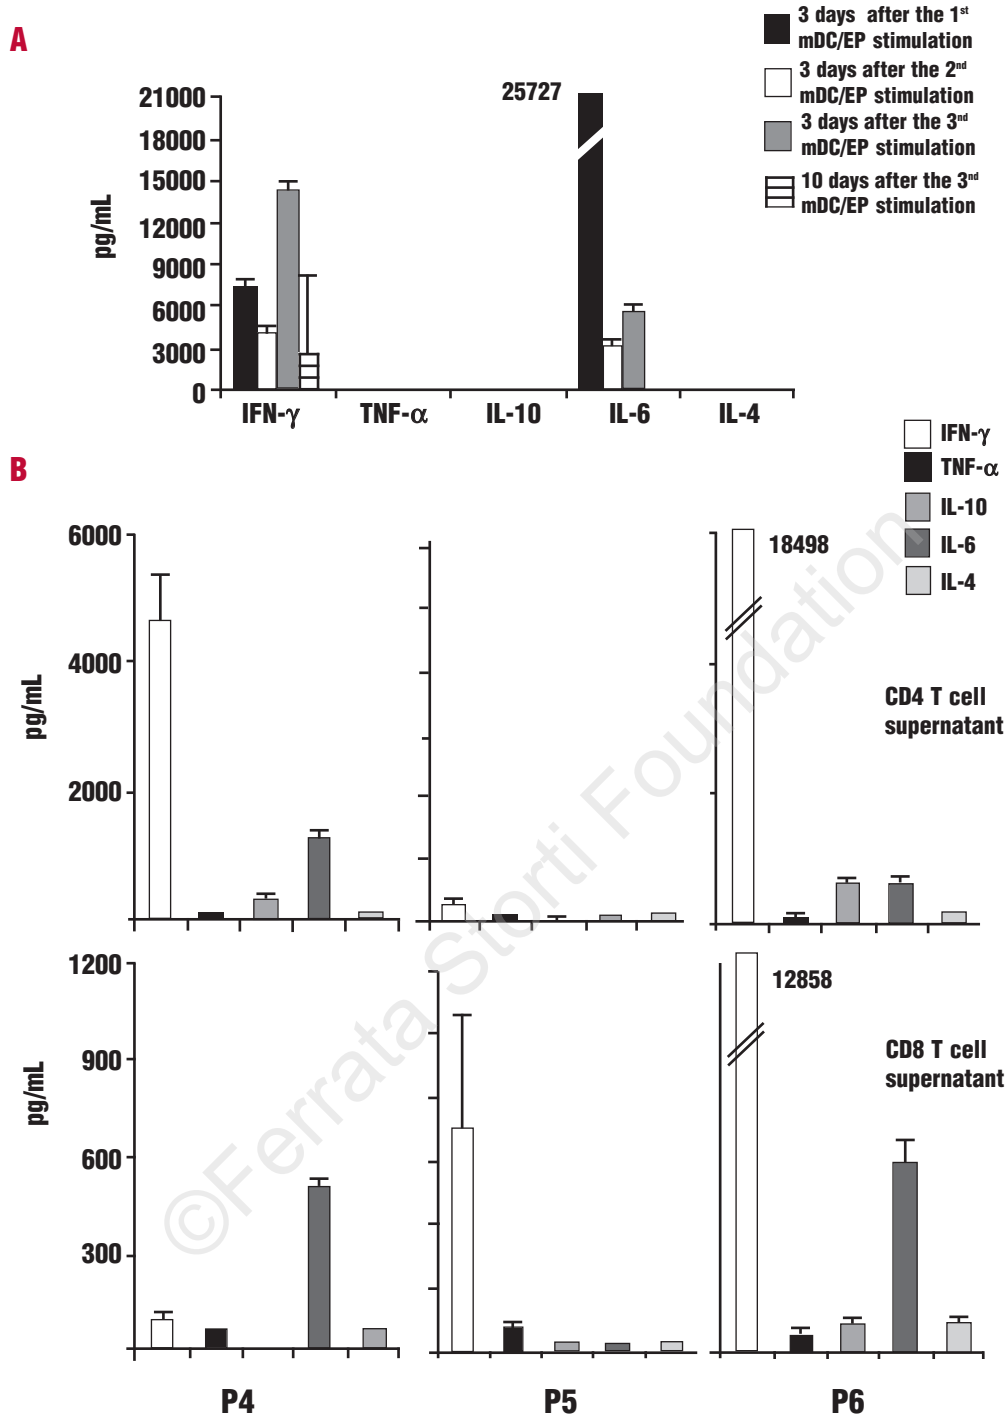 A
3 days after the 1st
mDC/EP stimulation
3 days after the 2nd
mDC/EP stimulation
3 days after the 3nd
mDC/EP stimulation
10 days after the 3nd
mDC/EP stimulation
25727
21000
18000
15000
12000
9000
6000
3000
0
pg/mL
IFN-γ TNF-α IL-10 IL-6 IL-4
B
IFN-γ
TNF-α
IL-10
IL-6
IL-4
6000
4000
2000
pg/mL
18498
CD4 T cell
supernatant
1200
900
600
300
pg/mL
12858
CD8 T cell
supernatant
P4 P5 P6
©Ferrata Storti Foundation